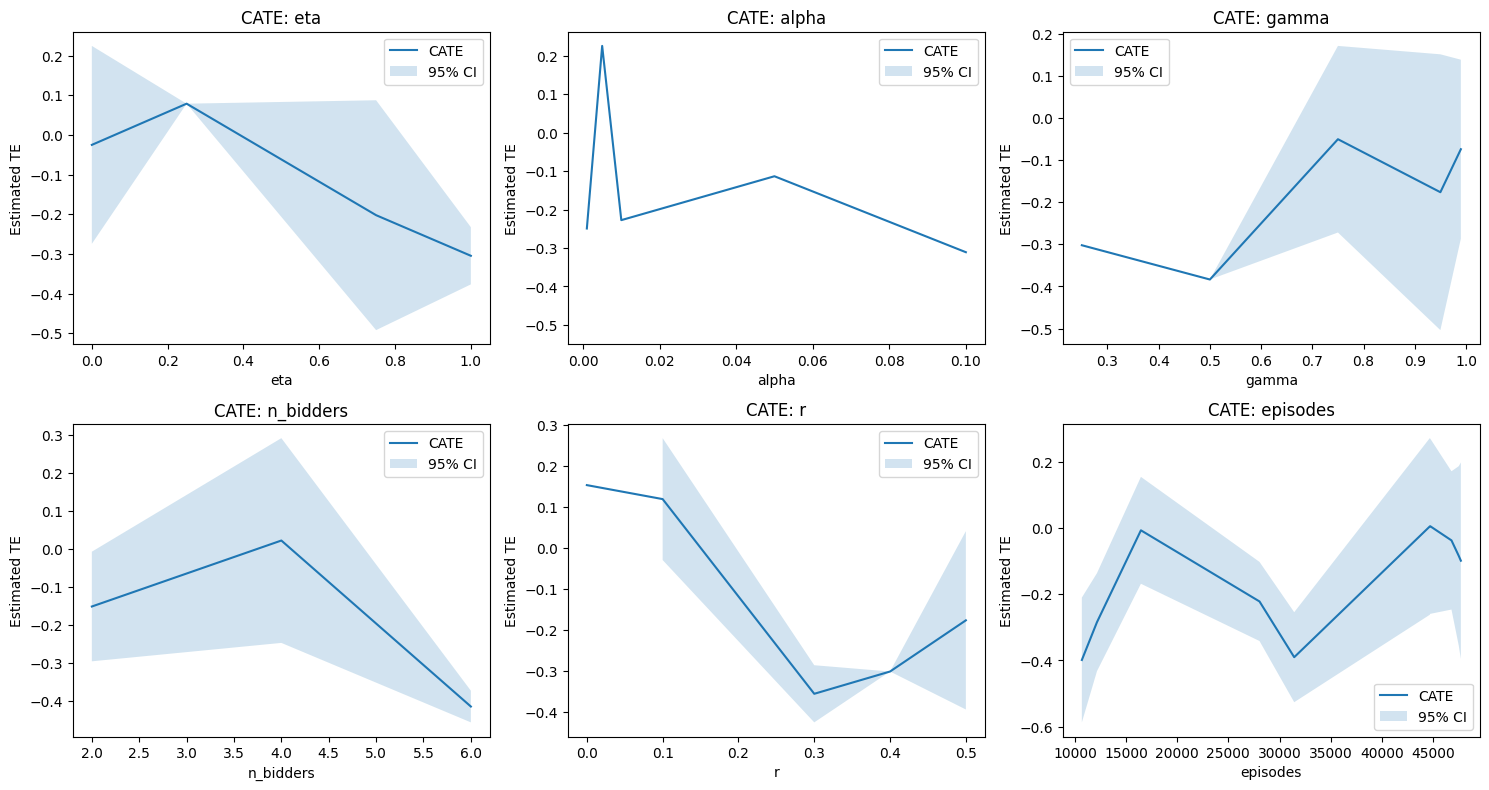 CATE: eta
CATE
95% CI
Estimated TE
0.2
0.1
0.0
−0.1
−0.2
−0.3
−0.4
−0.5
0.0 0.2 0.4 0.6 0.8 1.0
eta
CATE: alpha
CATE
95% CI
Estimated TE
0.2
0.1
0.0
−0.1
−0.2
−0.3
−0.4
−0.5
0.00 0.02 0.04 0.06 0.08 0.10
alpha
CATE: gamma
CATE
95% CI
Estimated TE
0.2
0.1
0.0
−0.1
−0.2
−0.3
−0.4
−0.5
0.3 0.4 0.5 0.6 0.7 0.8 0.9 1.0
gamma
CATE: n_bidders
CATE
95% CI
Estimated TE
0.3
0.2
0.1
0.0
−0.1
−0.2
−0.3
−0.4
2.0 2.5 3.0 3.5 4.0 4.5 5.0 5.5 6.0
n_bidders
CATE: r
CATE
95% CI
Estimated TE
0.3
0.2
0.1
0.0
−0.1
−0.2
−0.3
−0.4
0.0 0.1 0.2 0.3 0.4 0.5
r
CATE: episodes
CATE
95% CI
Estimated TE
0.2
0.0
−0.2
−0.4
−0.6
10000 15000 20000 25000 30000 35000 40000 45000
episodes